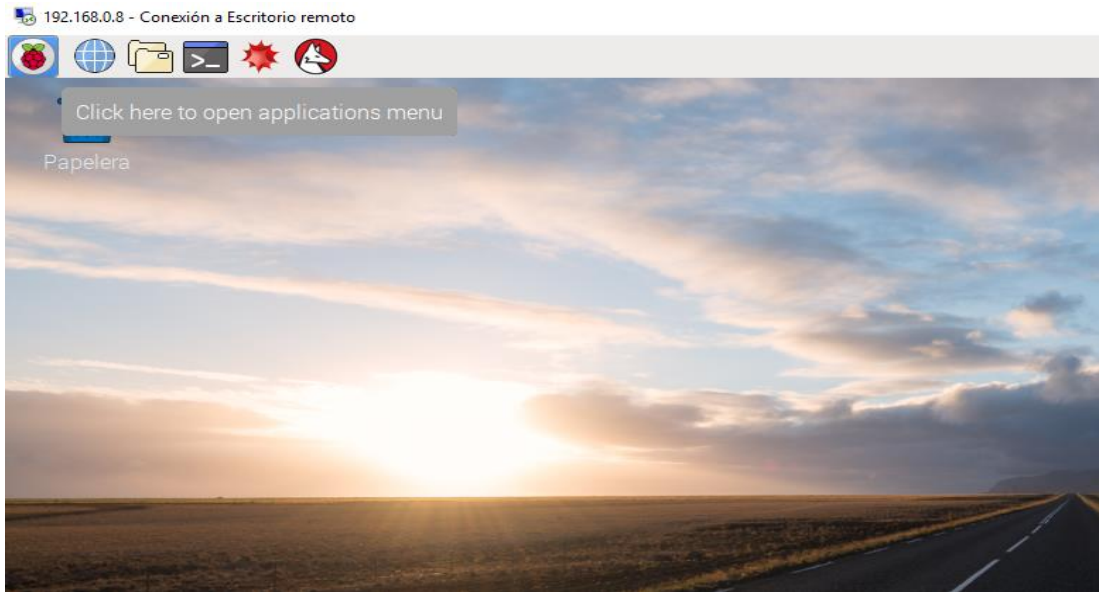 192.168.0.8 - Conexión a Escritorio remoto
>_
Click here to open applications menu
Papelera